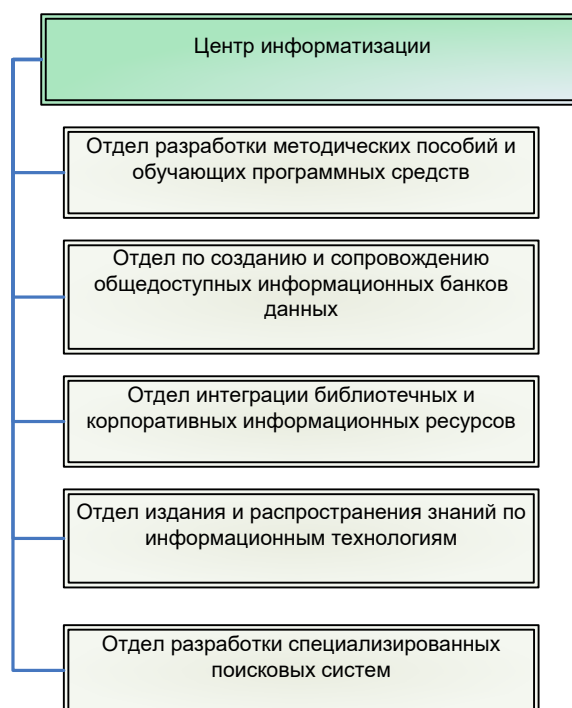 Центр информатизации
Отдел разработки методических пособий и
обучающих программных средств
Отдел по созданию и сопровождению
общедоступных информационных банков
данных
Отдел интеграции библиотечных и
корпоративных информационных ресурсов
Отдел издания и распространения знаний по
информационным технологиям
Отдел разработки специализированных
поисковых систем